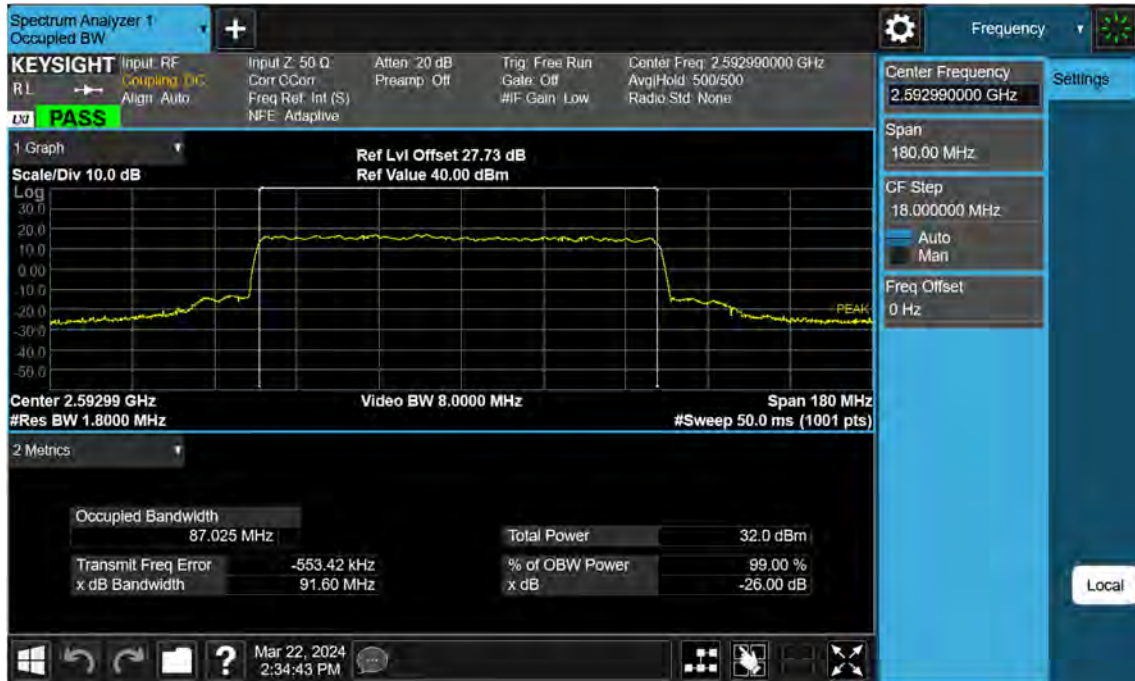 Spectrum Analyzer 1
Occupied BW
+
Frequency
KEYSIGHT
RL
LXI
PASS
Input: RF
Coupling: DC
Align: Auto
Input Z: 50 Ω
Corr CCorr
Freq Ref: Int (S)
NFE: Adaptive
Atten: 20 dB
Preamp: Off
Trig: Free Run
Gate: Off
#IF Gain: Low
Center Freq: 2.592990000 GHz
Avg|Hold: 500/500
Radio Std: None
Center Frequency
2.592990000 GHz
Settings
Span
180.00 MHz
CF Step
18.000000 MHz
Auto
Man
Freq Offset
0 Hz
1 Graph
Scale/Div 10.0 dB
Ref Lvl Offset 27.73 dB
Ref Value 40.00 dBm
Log
30.0
20.0
10.0
0.00
-10.0
-20.0
-30.0
-40.0
-50.0
PEAK
Center 2.59299 GHz
#Res BW 1.8000 MHz
Video BW 8.0000 MHz
Span 180 MHz
#Sweep 50.0 ms (1001 pts)
2 Metrics
Occupied Bandwidth
87.025 MHz
Total Power 32.0 dBm
Transmit Freq Error -553.42 kHz
% of OBW Power 99.00 %
x dB Bandwidth 91.60 MHz
x dB -26.00 dB
Local
?
Mar 22, 2024
2:34:43 PM